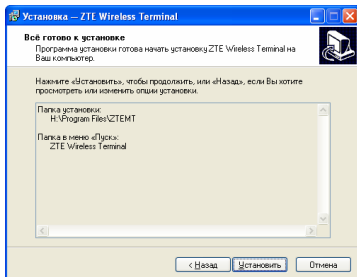 Установка — ZTE Wireless Terminal
Всё готово к установке
Программа установки готова начать установку ZTE Wireless Terminal на
Ваш компьютер.
Нажмите «Установить», чтобы продолжить, или «Назад», если Вы хотите
просмотреть или изменить опции установки.
Папка установки:
H:\Program Files\ZTEMT
Папка в меню «Пуск»:
ZTE Wireless Terminal
< Назад
Установить
Отмена